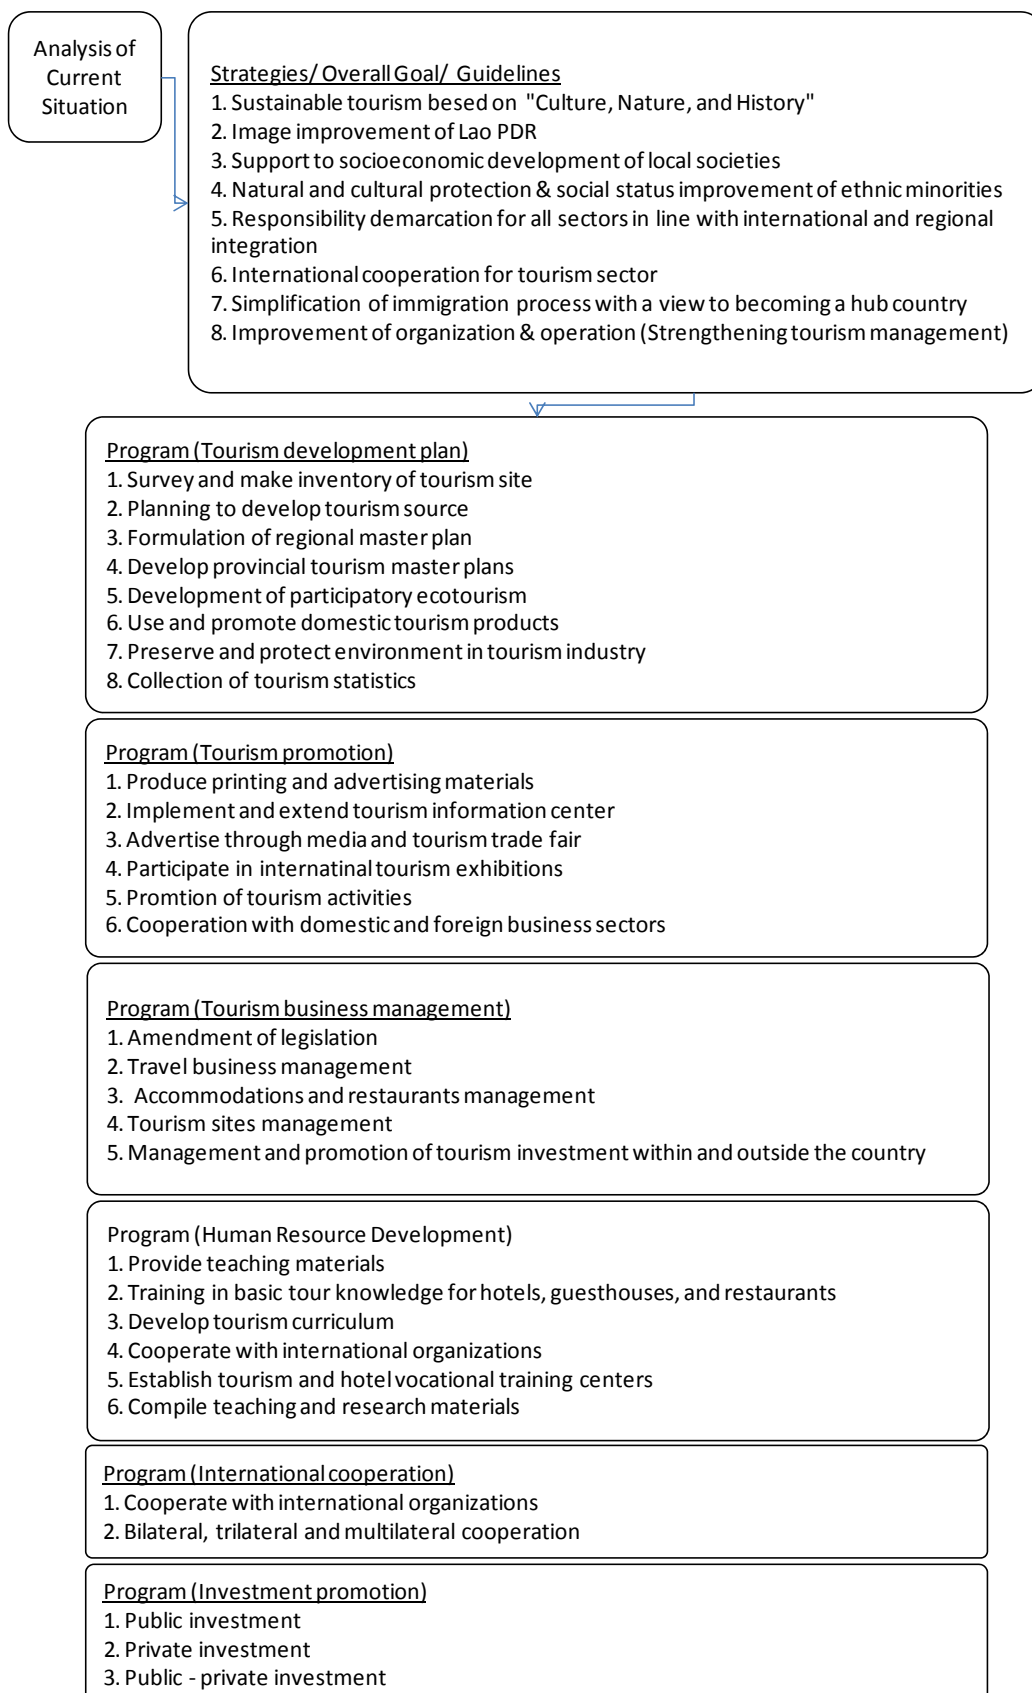 Analysis of
Current
Situation
Strategies/ Overall Goal/ Guidelines
1. Sustainable tourism besed on "Culture, Nature, and History"
2. Image improvement of Lao PDR
3. Support to socioeconomic development of local societies
4. Natural and cultural protection & social status improvement of ethnic minorities
5. Responsibility demarcation for all sectors in line with international and regional
integration
6. International cooperation for tourism sector
7. Simplification of immigration process with a view to becoming a hub country
8. Improvement of organization & operation (Strengthening tourism management)
Program (Tourism development plan)
1. Survey and make inventory of tourism site
2. Planning to develop tourism source
3. Formulation of regional master plan
4. Develop provincial tourism master plans
5. Development of participatory ecotourism
6. Use and promote domestic tourism products
7. Preserve and protect environment in tourism industry
8. Collection of tourism statistics
Program (Tourism promotion)
1. Produce printing and advertising materials
2. Implement and extend tourism information center
3. Advertise through media and tourism trade fair
4. Participate in internatinal tourism exhibitions
5. Promtion of tourism activities
6. Cooperation with domestic and foreign business sectors
Program (Tourism business management)
1. Amendment of legislation
2. Travel business management
3. Accommodations and restaurants management
4. Tourism sites management
5. Management and promotion of tourism investment within and outside the country
Program (Human Resource Development)
1. Provide teaching materials
2. Training in basic tour knowledge for hotels, guesthouses, and restaurants
3. Develop tourism curriculum
4. Cooperate with international organizations
5. Establish tourism and hotel vocational training centers
6. Compile teaching and research materials
Program (International cooperation)
1. Cooperate with international organizations
2. Bilateral, trilateral and multilateral cooperation
Program (Investment promotion)
1. Public investment
2. Private investment
3. Public - private investment